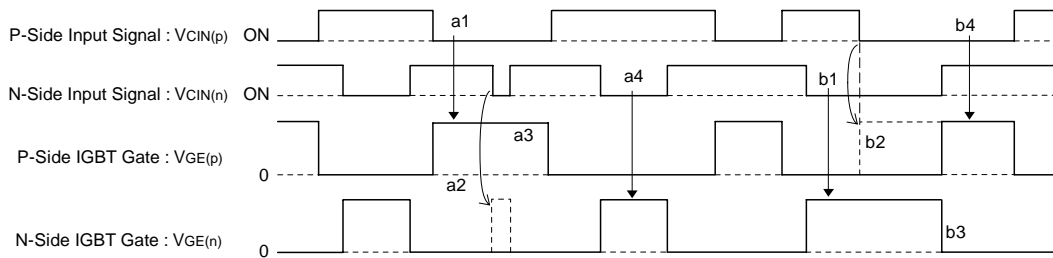 a1
b4
P-Side Input Signal : VCIN(p) ON
a4
b1
N-Side Input Signal : VCIN(n) ON
a3
b2
P-Side IGBT Gate : VGE(p)
0
a2
b3
N-Side IGBT Gate : VGE(n)
0